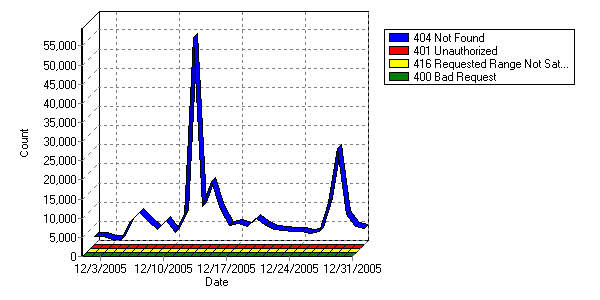 55,000
50,000
45,000
40,000
35,000
30,000
25,000
20,000
15,000
10,000
5,000
0
Count
12/3/2005 12/10/2005 12/17/2005 12/24/2005 12/31/2005
Date
404 Not Found
401 Unauthorized
416 Requested Range Not Sat...
400 Bad Request